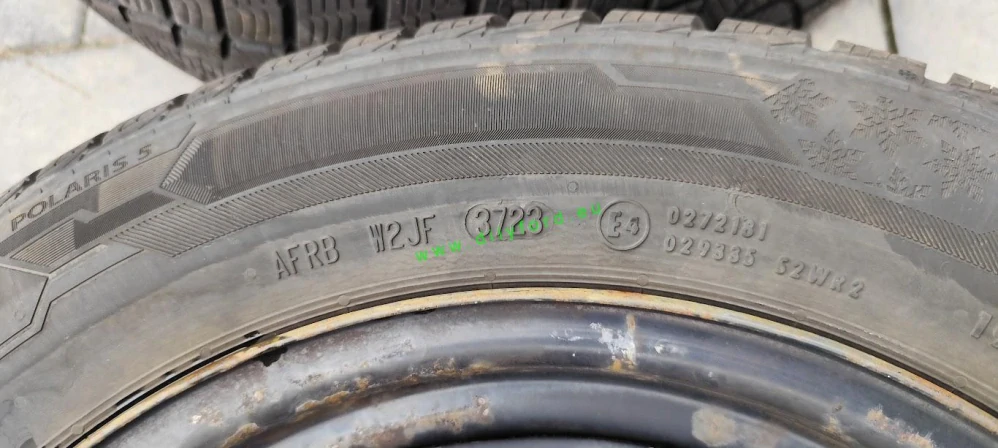 POLARIS 5
AFRB W2JF 3723 E4 0272181
029335 S2WR2